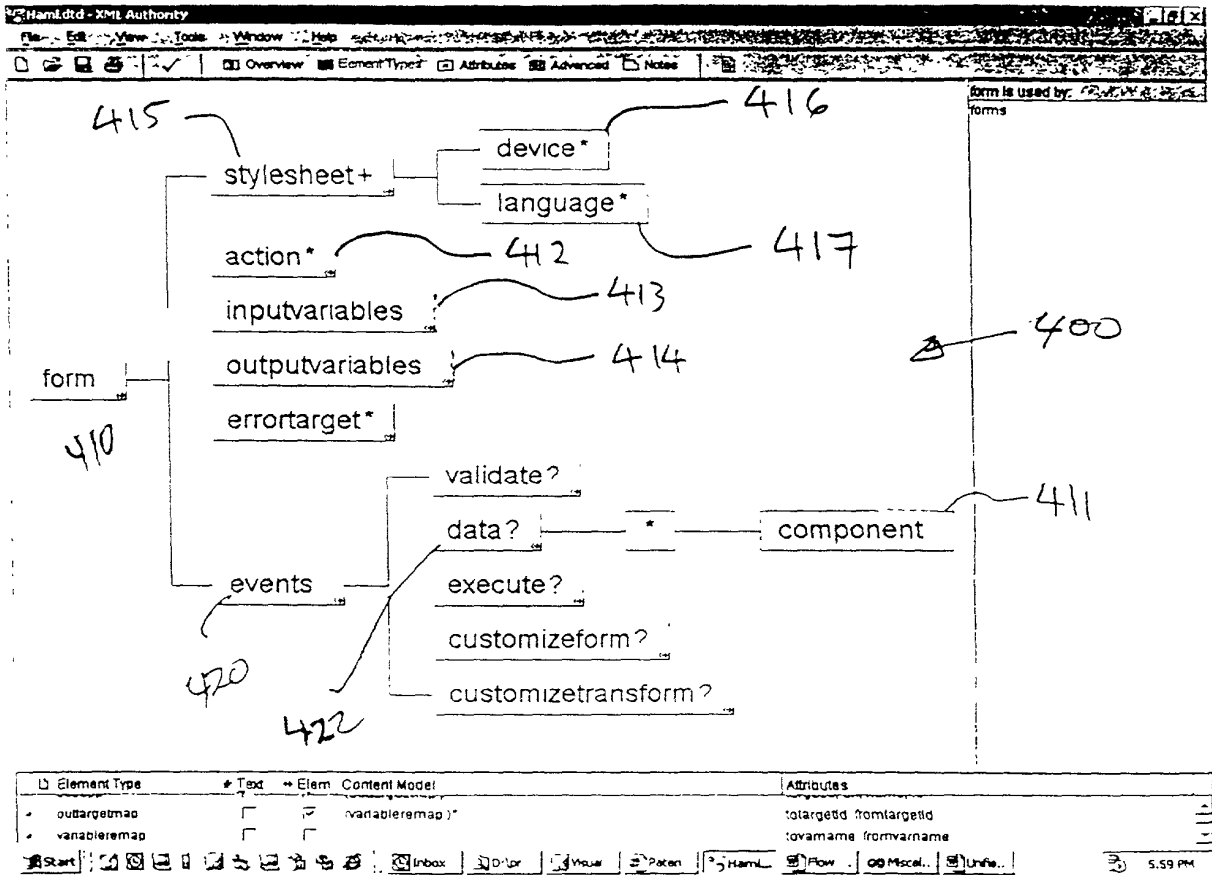 Haml.dtd - XML Authority
File Edit View Tools Window Help
Overview Element Types Attributes Advanced Notes
form is used by:
forms
415
416
stylesheet+
device*
language*
417
action*
412
inputvariables
413
400
outputvariables
414
form
410
errortarget*
validate?
411
data?
*
component
events
420
execute?
customizeform?
422
customizetransform?
Element Type Text Elem Content Model Attributes
outtargetmap (variableremap)* totargetid fromtargetid
variableremap tovarname fromvarname
Start Inbox D:\pr Visual Paten Haml... Flow Miscel.. Unifie.. 5:59 PM